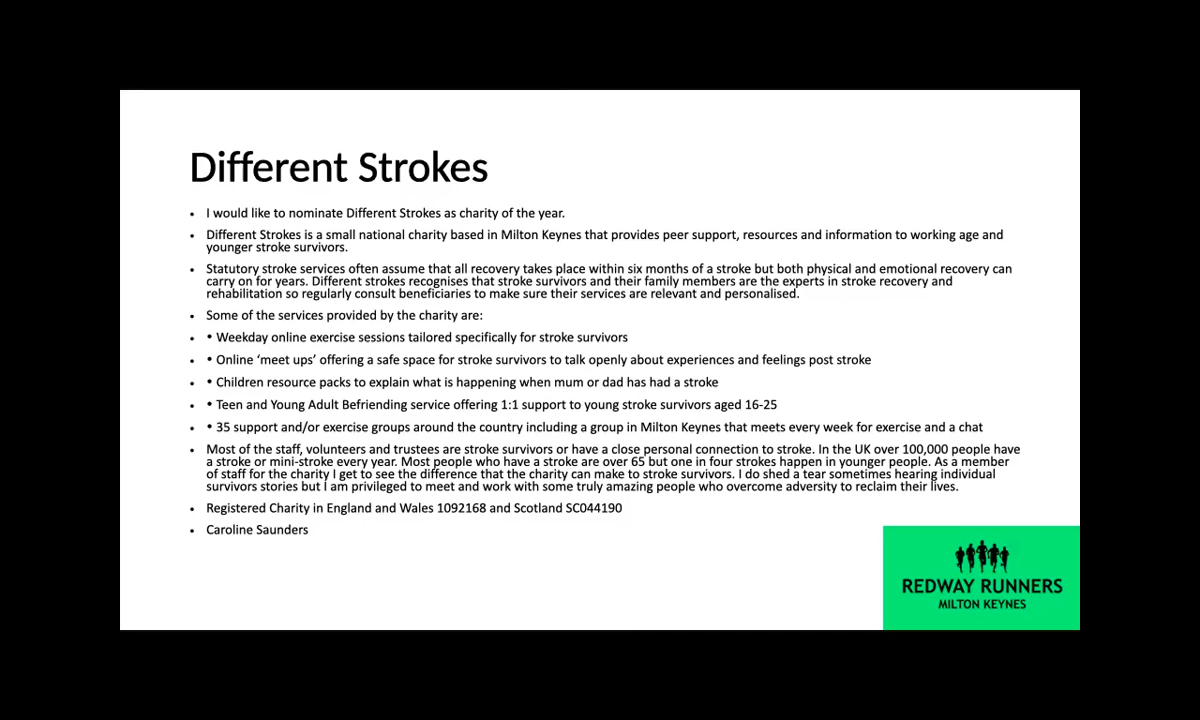 Different Strokes
• I would like to nominate Different Strokes as charity of the year.
• Different Strokes is a small national charity based in Milton Keynes that provides peer support, resources and information to working age and
younger stroke survivors.
• Statutory stroke services often assume that all recovery takes place within six months of a stroke but both physical and emotional recovery can
carry on for years. Different strokes recognises that stroke survivors and their family members are the experts in stroke recovery and
rehabilitation so regularly consult beneficiaries to make sure their services are relevant and personalised.
• Some of the services provided by the charity are:
• • Weekday online exercise sessions tailored specifically for stroke survivors
• • Online ‘meet ups’ offering a safe space for stroke survivors to talk openly about experiences and feelings post stroke
• • Children resource packs to explain what is happening when mum or dad has had a stroke
• • Teen and Young Adult Befriending service offering 1:1 support to young stroke survivors aged 16-25
• • 35 support and/or exercise groups around the country including a group in Milton Keynes that meets every week for exercise and a chat
• Most of the staff, volunteers and trustees are stroke survivors or have a close personal connection to stroke. In the UK over 100,000 people have
a stroke or mini-stroke every year. Most people who have a stroke are over 65 but one in four strokes happen in younger people. As a member
of staff for the charity I get to see the difference that the charity can make to stroke survivors. I do shed a tear sometimes hearing individual
survivors stories but I am privileged to meet and work with some truly amazing people who overcome adversity to reclaim their lives.
• Registered Charity in England and Wales 1092168 and Scotland SC044190
• Caroline Saunders
REDWAY RUNNERS
MILTON KEYNES